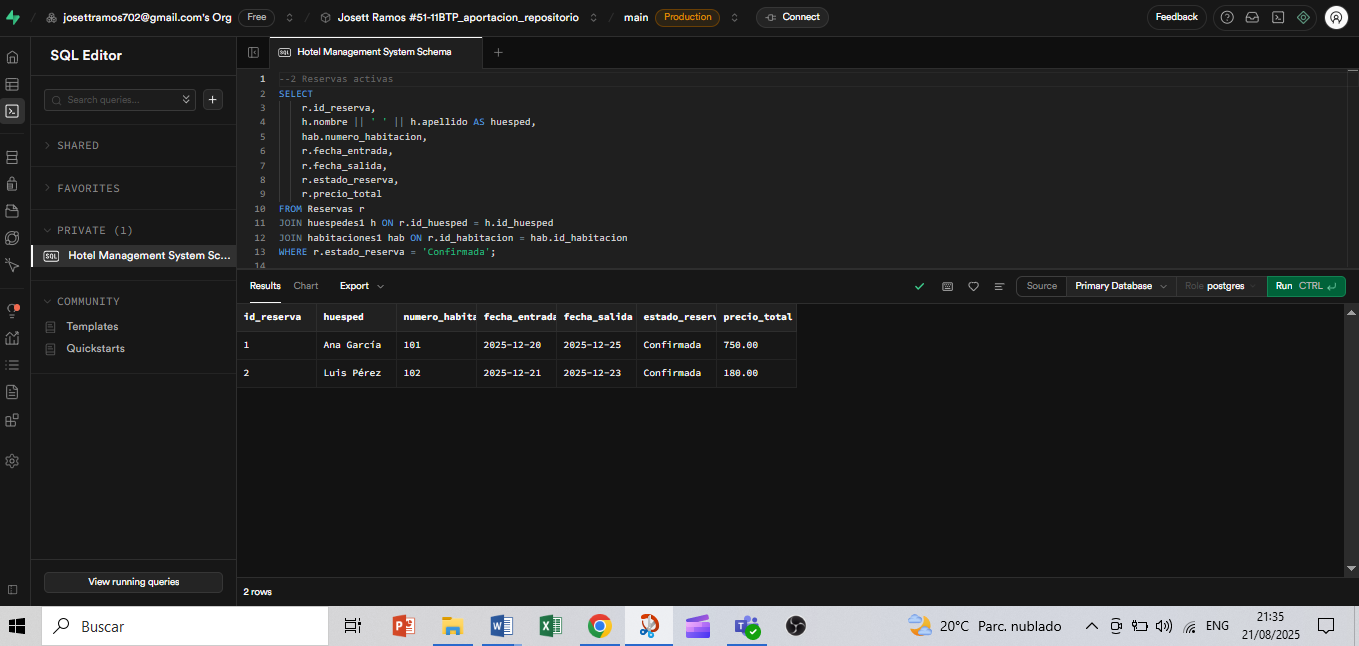 josettramos702@gmail.com's Org Free / Josett Ramos #51-11BTP_aportacion_repositorio / main Production Connect Feedback
SQL Editor
Search queries...
SHARED
FAVORITES
PRIVATE (1)
SQL Hotel Management System Sc...
COMMUNITY
Templates
Quickstarts
View running queries
SQL Hotel Management System Schema
1 --2 Reservas activas
2 SELECT
3 r.id_reserva,
4 h.nombre || ' ' || h.apellido AS huesped,
5 hab.numero_habitacion,
6 r.fecha_entrada,
7 r.fecha_salida,
8 r.estado_reserva,
9 r.precio_total
10 FROM Reservas r
11 JOIN huespedes1 h ON r.id_huesped = h.id_huesped
12 JOIN habitaciones1 hab ON r.id_habitacion = hab.id_habitacion
13 WHERE r.estado_reserva = 'Confirmada';
14
Results Chart Export Source Primary Database Role postgres Run CTRL
id_reserva huesped numero_habita fecha_entrada fecha_salida estado_reserv precio_total
1 Ana García 101 2025-12-20 2025-12-25 Confirmada 750.00
2 Luis Pérez 102 2025-12-21 2025-12-23 Confirmada 180.00
2 rows
Buscar
20°C Parc. nublado
ENG
21:35
21/08/2025